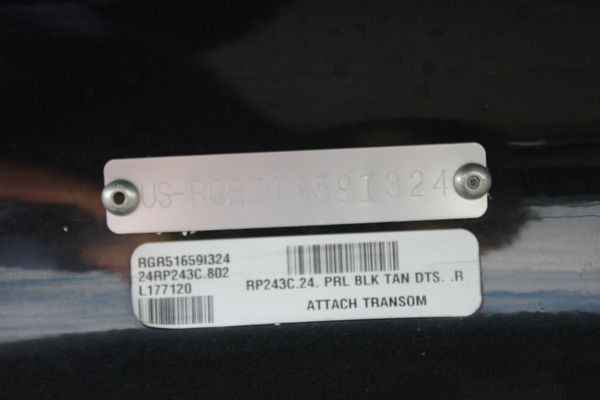 US-RGR51659I324
RGR51659I324
24RP243C.802
L177120
RP243C.24. PRL BLK TAN DTS. .R
ATTACH TRANSOM